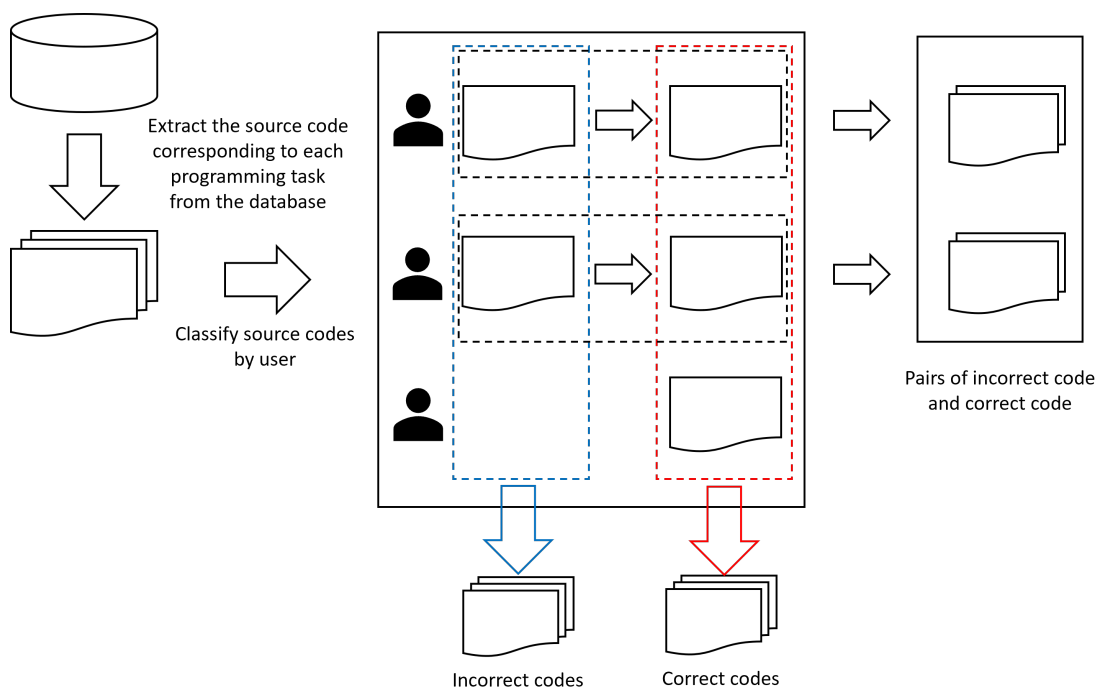 Extract the source code
corresponding to each
programming task
from the database
Classify source codes
by user
Pairs of incorrect code
and correct code
Incorrect codes
Correct codes